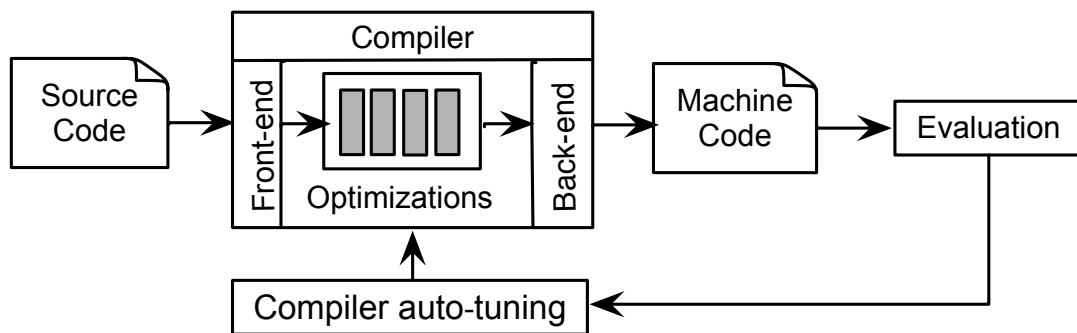 Compiler
Source
Code
Front-end
Optimizations
Back-end
Machine
Code
Evaluation
Compiler auto-tuning